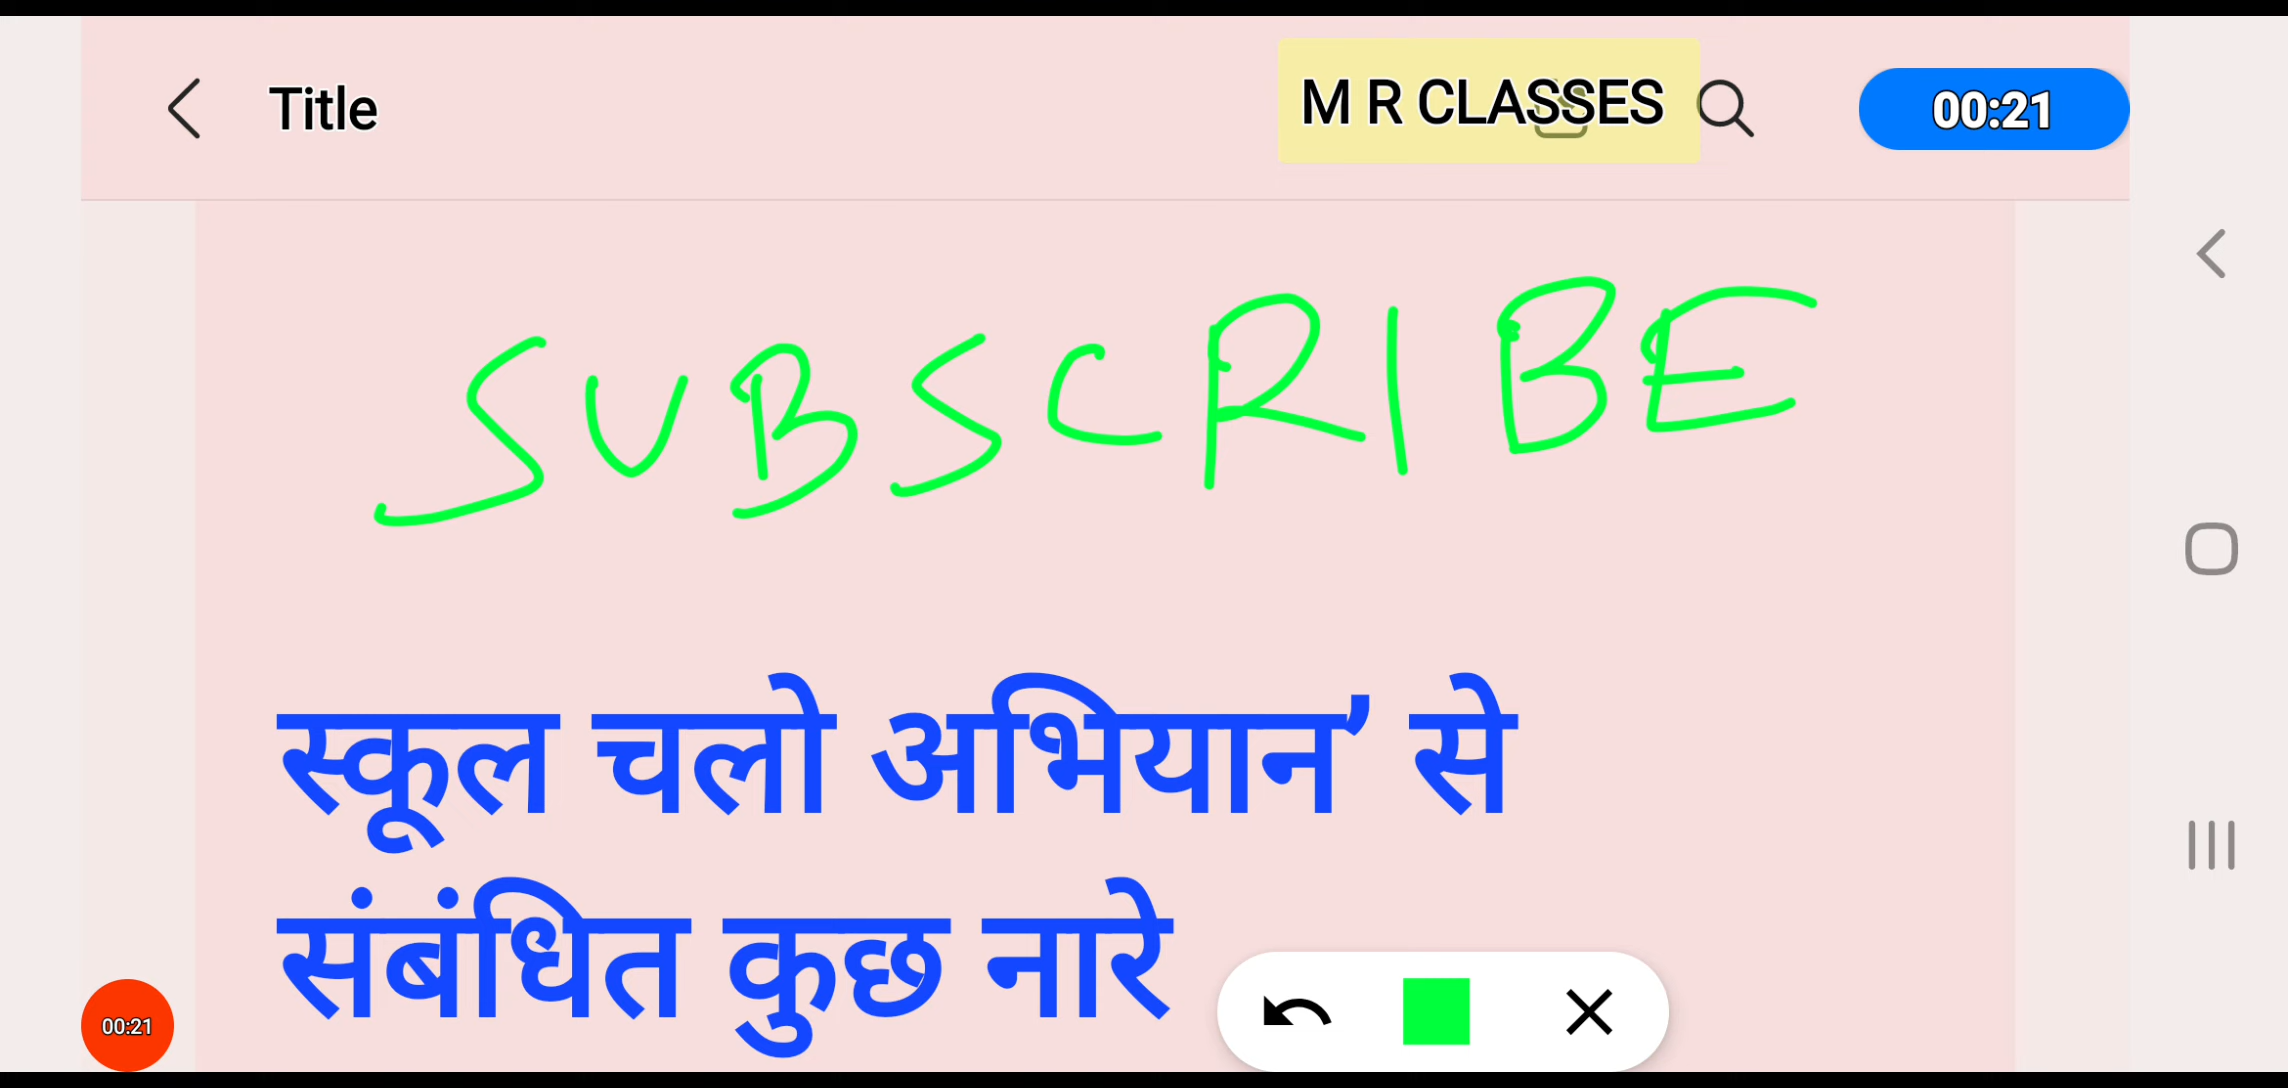 Title M R CLASSES 00:21
SUBSCRIBE
स्कूल चलो अभियान’ से
संबंधित कुछ नारे
00:21